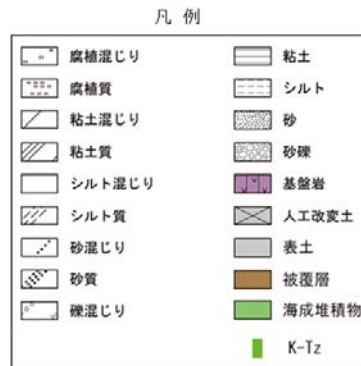 凡 例
腐植混じり
腐植質
粘土混じり
粘土質
シルト混じり
シルト質
砂混じり
砂質
礫混じり
粘土
シルト
砂
砂礫
基盤岩
人工改変土
表土
被覆層
海成堆積物
K-Tz